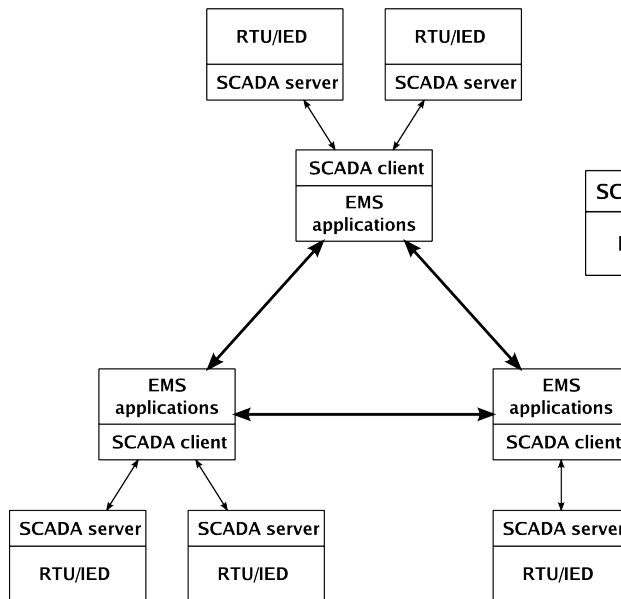 RTU/IED
SCADA server
RTU/IED
SCADA server
SCADA client
EMS
applications
SC
EMS
applications
SCADA client
EMS
applications
SCADA client
SCADA server
RTU/IED
SCADA server
RTU/IED
SCADA server
RTU/IED